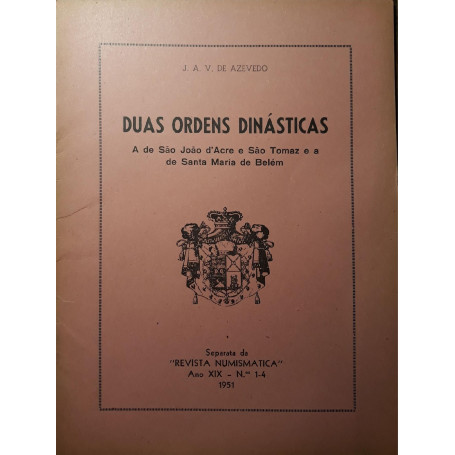 J. A. V. DE AZEVEDO
DUAS ORDENS DINÁSTICAS
A de São João d'Acre e São Tomaz e a
de Santa Maria de Belém
Separata da
"REVISTA NUMISMATICA"
Ano XIX - N.os 1-4
1951